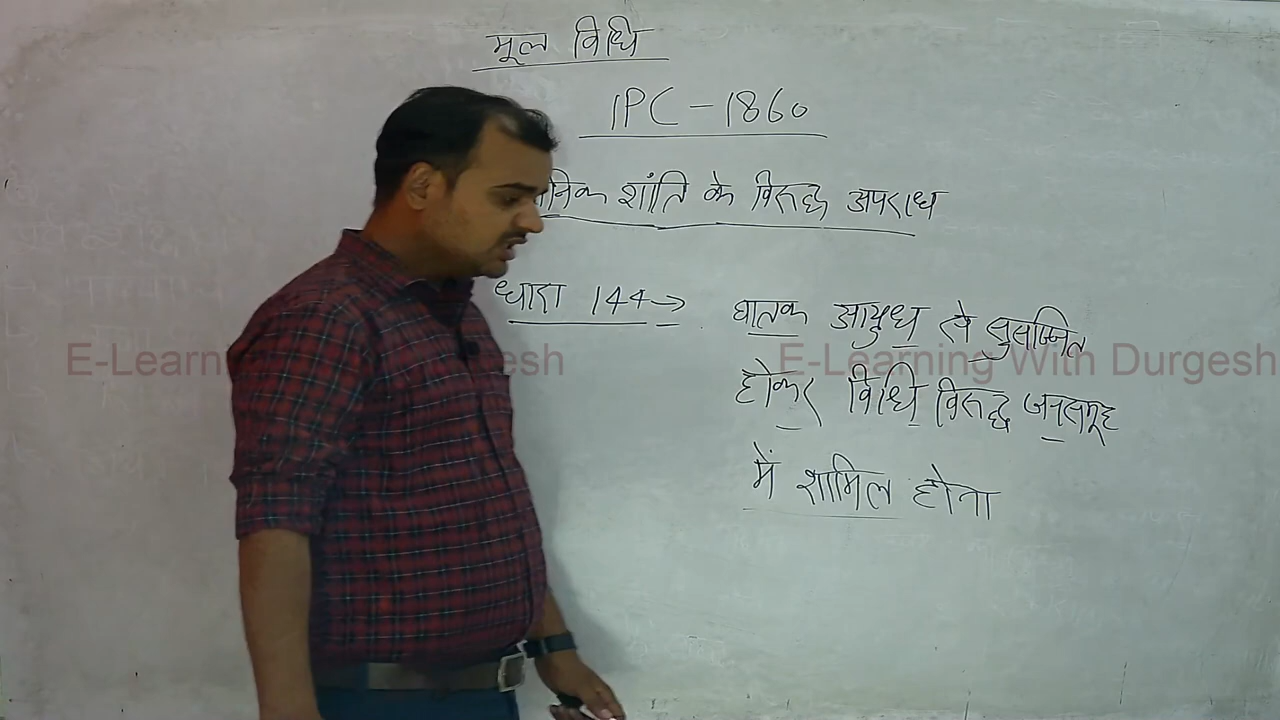 मूल विधि
IPC - 1860
शांति के विरुद्ध अपराध
धारा 144 → घातक आयुध से सुसज्जित
होकर विधि विरुद्ध जनसमूह
में शामिल होना
E-Learning With Durgesh